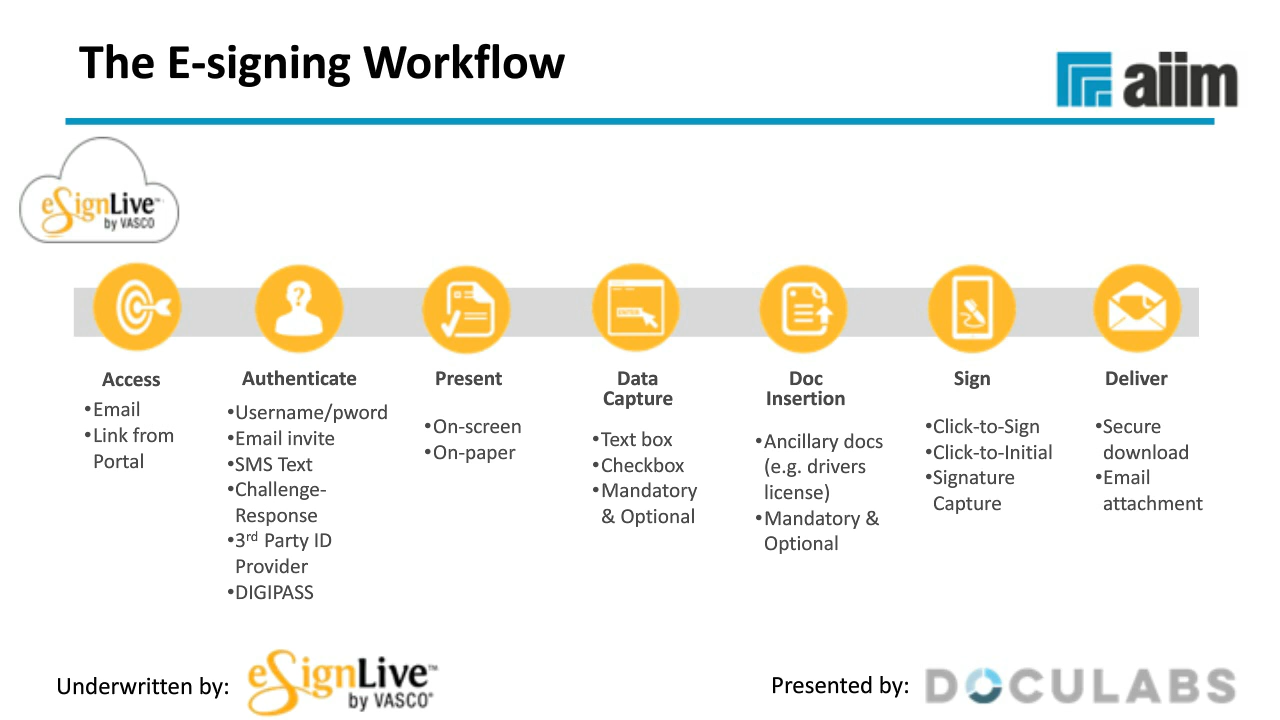 The E-signing Workflow
aiim
eSignLive™
by VASCO
Access
•Email
•Link from
Portal
Authenticate
•Username/pword
•Email invite
•SMS Text
•Challenge-
Response
•3rd Party ID
Provider
•DIGIPASS
?
Present
•On-screen
•On-paper
Data
Capture
•Text box
•Checkbox
•Mandatory
& Optional
ENTER
Doc
Insertion
•Ancillary docs
(e.g. drivers
license)
•Mandatory &
Optional
Sign
•Click-to-Sign
•Click-to-Initial
•Signature
Capture
Deliver
•Secure
download
•Email
attachment
Underwritten by:
eSignLive™
by VASCO®
Presented by:
DOCULABS